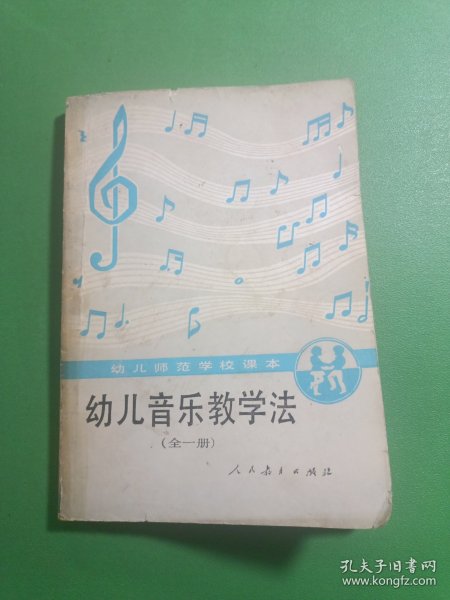 幼儿师范学校课本
幼儿音乐教学法
(全一册)
人民教育出版社
孔夫子旧书网
www.kongfz.com